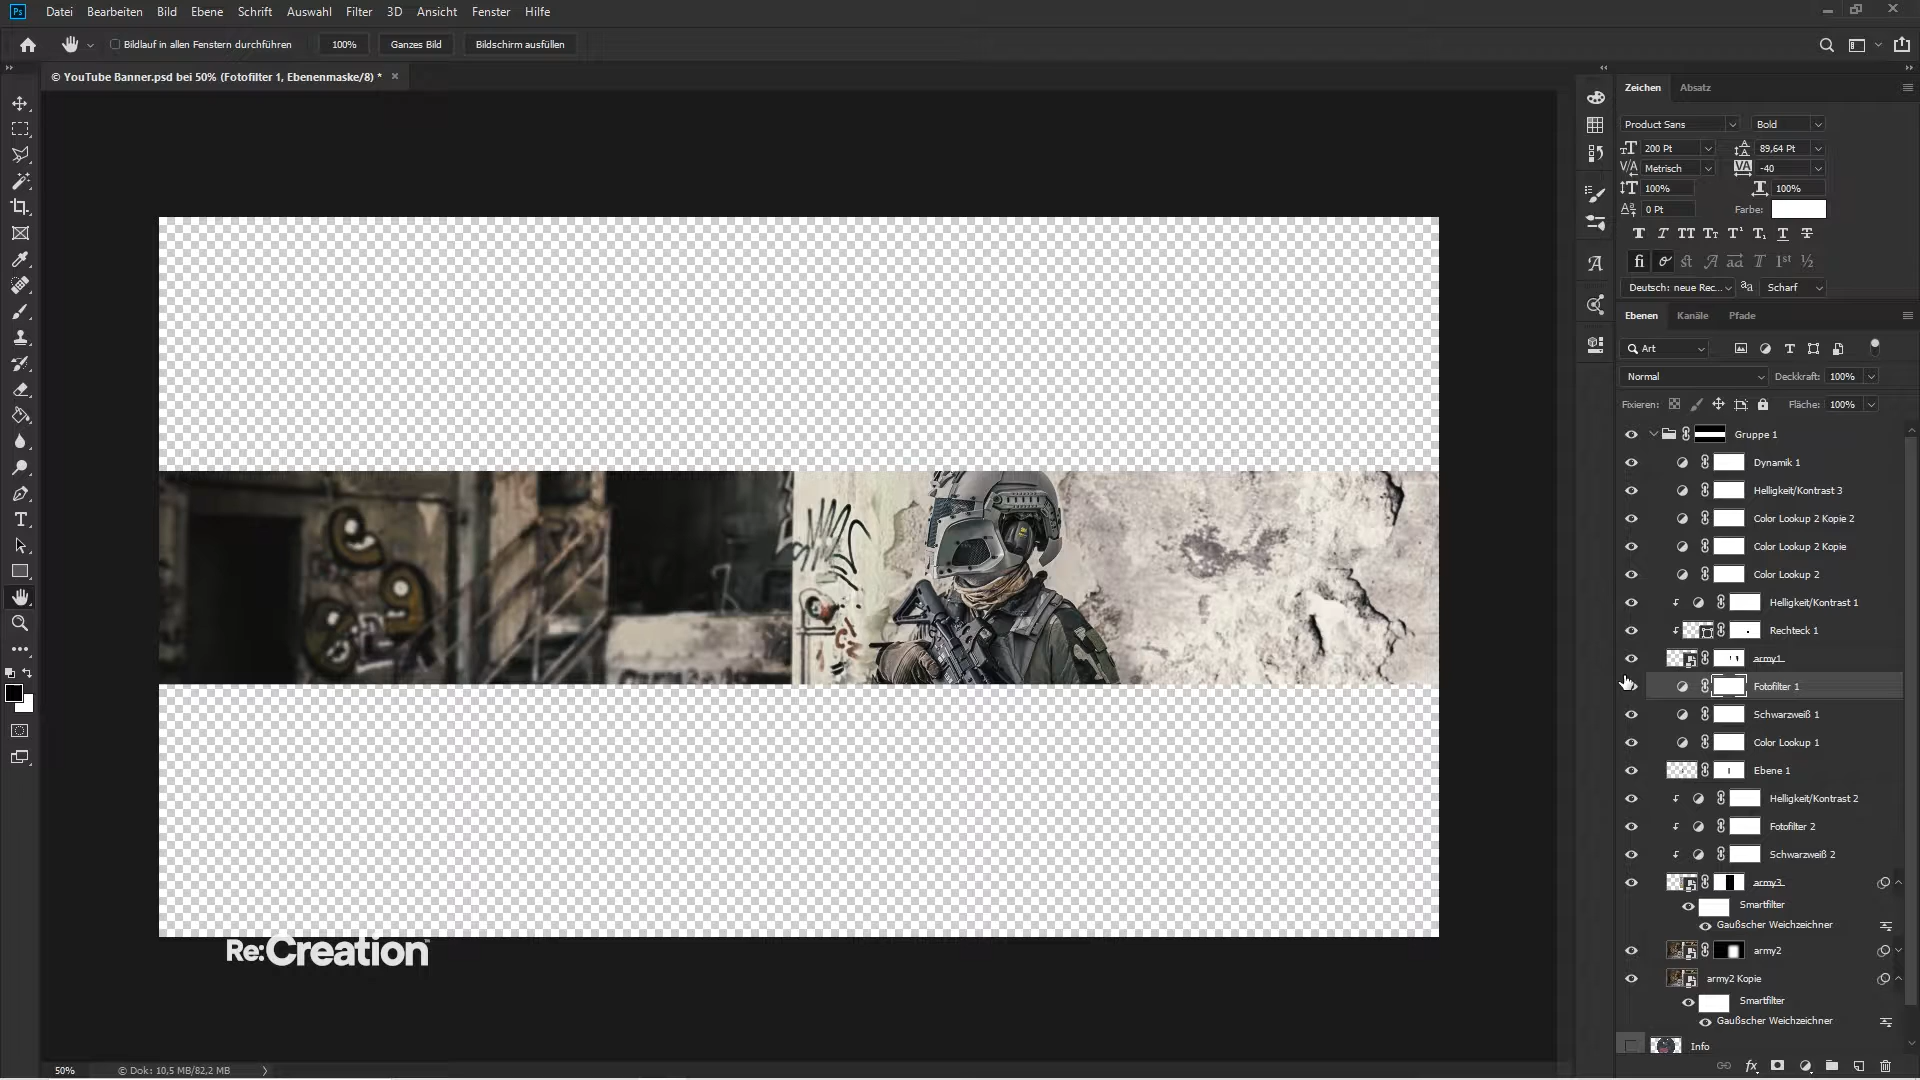 Ps Datei Bearbeiten Bild Ebene Schrift Auswahl Filter 3D Ansicht Fenster Hilfe
Bildlauf in allen Fenstern durchführen 100% Ganzes Bild Bildschirm ausfüllen
© YouTube Banner.psd bei 50% (Fotofilter 1, Ebenenmaske/8) *
Zeichen Absatz
Product Sans Bold
200 Pt 89,64 Pt
Metrisch -40
100% 100%
0 Pt Farbe:
Deutsch: neue Rec... aa Scharf
Ebenen Kanäle Pfade
Art
Normal Deckkraft: 100%
Fixieren: Fläche: 100%
Gruppe 1
Dynamik 1
Helligkeit/Kontrast 3
Color Lookup 2 Kopie 2
Color Lookup 2 Kopie
Color Lookup 2
Helligkeit/Kontrast 1
Rechteck 1
army1
Fotofilter 1
Schwarzweiß 1
Color Lookup 1
Ebene 1
Helligkeit/Kontrast 2
Fotofilter 2
Schwarzweiß 2
army3
Smartfilter
Gaußscher Weichzeichner
army2
army2 Kopie
Smartfilter
Gaußscher Weichzeichner
Info
Re:Creation
50% © Dok: 10,5 MB/82,2 MB